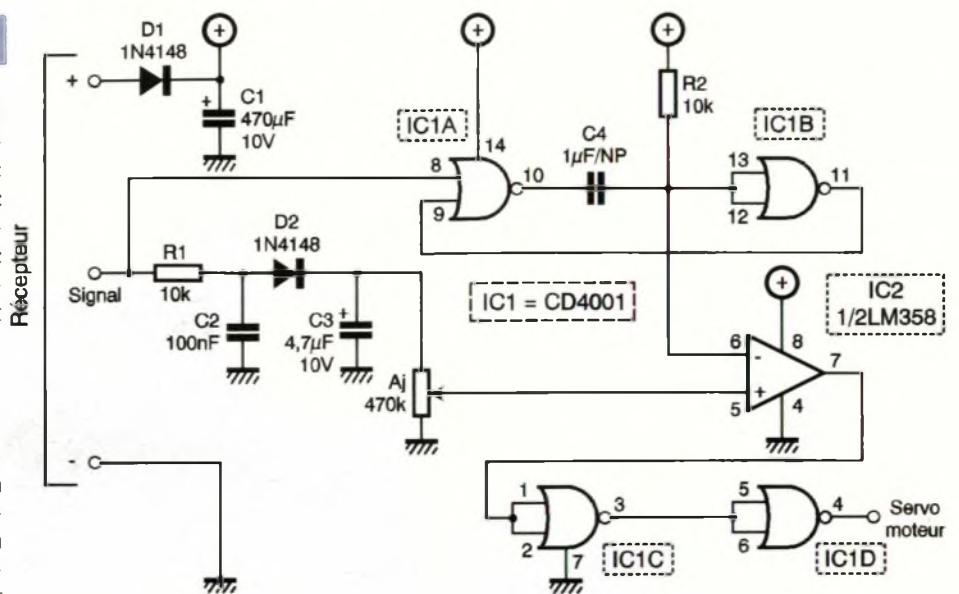 D1
1N4148
+
+
+
C1
470µF
10V
+
+
+
R2
10k
IC1A
14
8
9
10
C4
1µF/NP
IC1B
13
12
11
Récepteur
Signal
R1
10k
D2
1N4148
C2
100nF
+
C3
4,7µF
10V
IC1 = CD4001
Aj
470k
+
IC2
1/2LM358
6
-
8
7
+
5
4
-
1
2
3
7
IC1C
5
6
4
IC1D
Servo
moteur